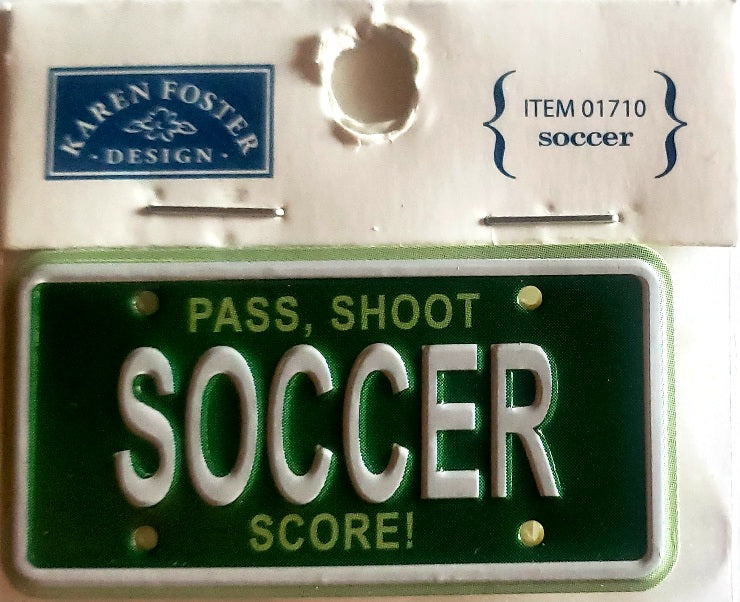 KAREN FOSTER
· DESIGN ·
ITEM 01710
soccer
PASS, SHOOT
SOCCER
SCORE!